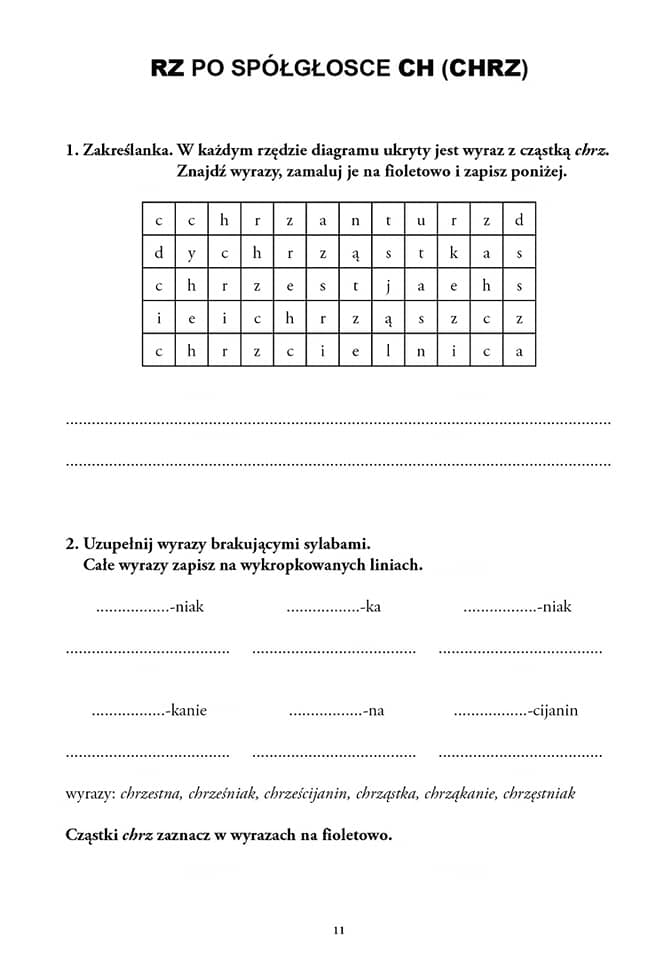 RZ PO SPÓŁGŁOSCE CH (CHRZ)
1. Zakreślanka. W każdym rzędzie diagramu ukryty jest wyraz z cząstką chrz.
Znajdź wyrazy, zamaluj je na fioletowo i zapisz poniżej.
c c h r z a n t u r z d
d y c h r z ą s t k a s
c h r z e s t j a e h s
i e i c h r z ą s z c z
c h r z c i e l n i c a
..............................................................................................................................
..............................................................................................................................
2. Uzupełnij wyrazy brakującymi sylabami.
Całe wyrazy zapisz na wykropkowanych liniach.
.................-niak .................-ka .................-niak
...................................... ...................................... ......................................
.................-kanie .................-na .................-cijanin
...................................... ...................................... ......................................
wyrazy: chrzestna, chrześniak, chrześcijanin, chrząstka, chrząkanie, chrzęstniak
Cząstki chrz zaznacz w wyrazach na fioletowo.
11